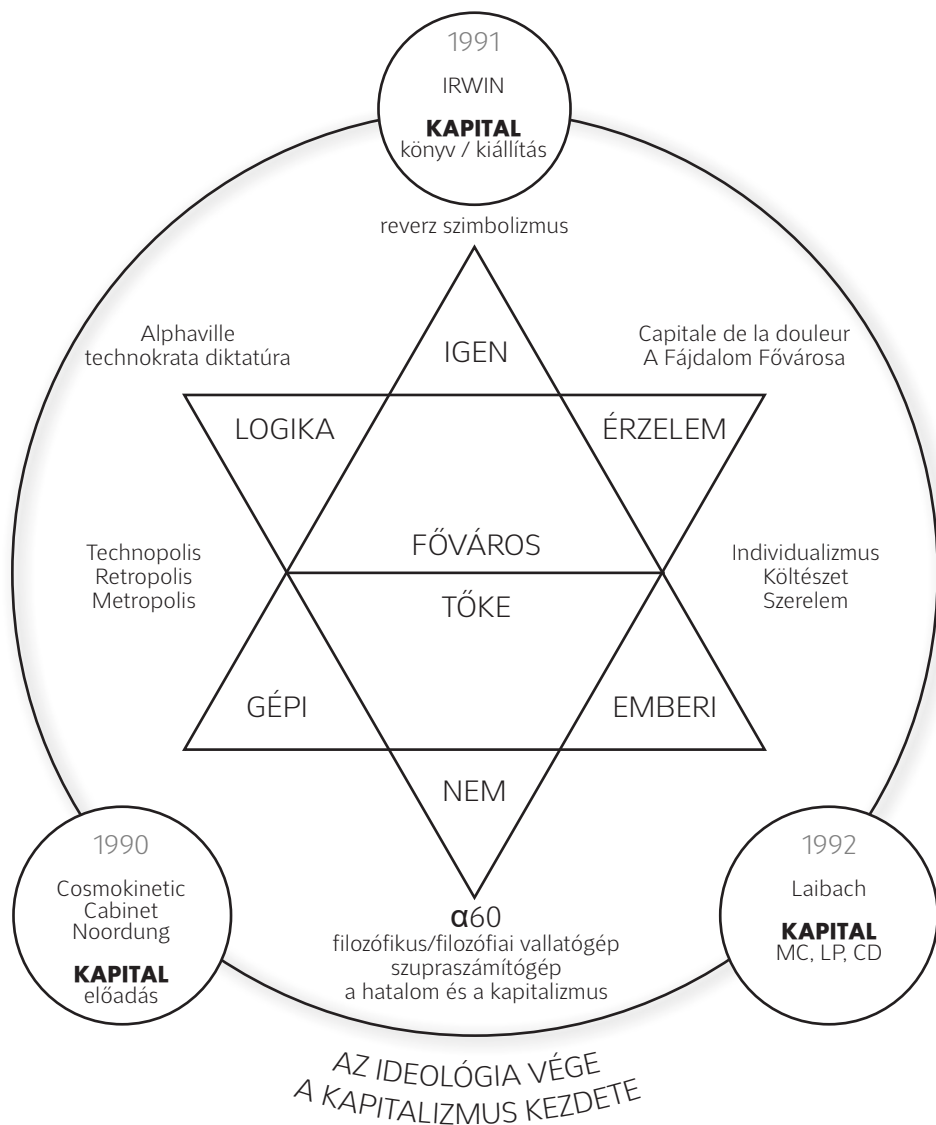 1991
IRWIN
KAPITAL
könyv / kiállítás
reverz szimbolizmus
Alphaville
technokrata diktatúra
Capitale de la douleur
A Fájdalom Fővárosa
IGEN
LOGIKA
ÉRZELEM
FŐVÁROS
TŐKE
Technopolis
Retropolis
Metropolis
Individualizmus
Költészet
Szerelem
GÉPI
EMBERI
NEM
1990
Cosmokinetic
Cabinet
Noordung
KAPITAL
előadás
α60
filozófikus/filozófiai vallatógép
szupraszámítógép
a hatalom és a kapitalizmus
1992
Laibach
KAPITAL
MC, LP, CD
AZ IDEOLÓGIA VÉGE
A KAPITALIZMUS KEZDETE